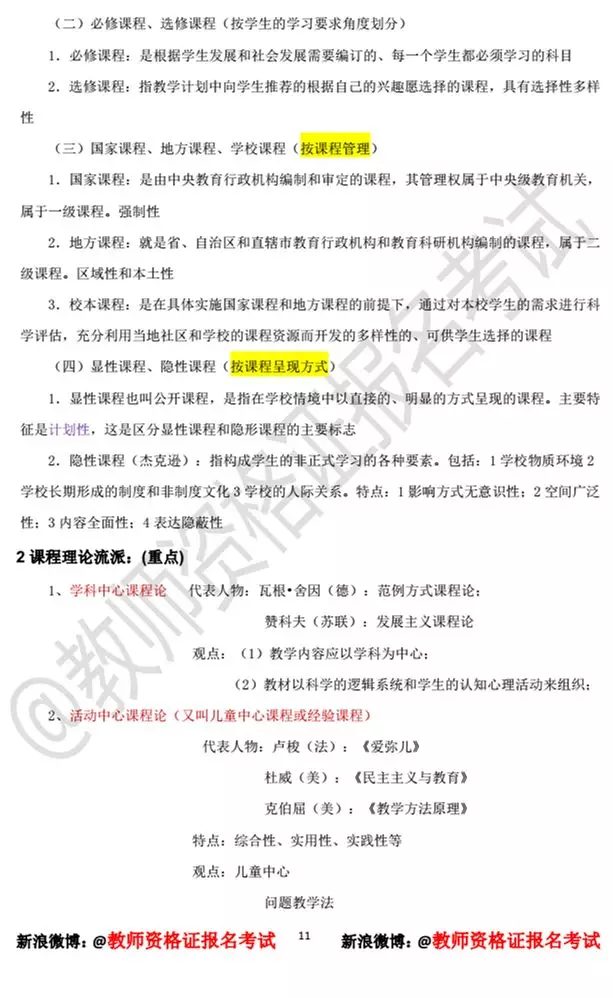 （二）必修课程、选修课程（按学生的学习要求角度划分）
1．必修课程：是根据学生发展和社会发展需要编订的、每一个学生都必须学习的科目
2．选修课程：指教学计划中向学生推荐的根据自己的兴趣愿选择的课程，具有选择性多样
性
（三）国家课程、地方课程、学校课程（按课程管理）
1．国家课程：是由中央教育行政机构编制和审定的课程，其管理权属于中央级教育机关，
属于一级课程。强制性
2．地方课程：就是省、自治区和直辖市教育行政机构和教育科研机构编制的课程，属于二
级课程。区域性和本土性
3．校本课程：是在具体实施国家课程和地方课程的前提下，通过对本校学生的需求进行科
学评估，充分利用当地社区和学校的课程资源而开发的多样性的、可供学生选择的课程
（四）显性课程、隐性课程（按课程呈现方式）
1．显性课程也叫公开课程，是指在学校情境中以直接的、明显的方式呈现的课程。主要特
征是计划性，这是区分显性课程和隐形课程的主要标志
2．隐性课程（杰克逊）：指构成学生的非正式学习的各种要素。包括：1 学校物质环境 2
学校长期形成的制度和非制度文化 3 学校的人际关系。特点：1 影响方式无意识性；2 空间广泛
性；3 内容全面性；4 表达隐蔽性
2 课程理论流派：(重点)
1、学科中心课程论 代表人物：瓦根•舍因（德）：范例方式课程论；
赞科夫（苏联）：发展主义课程论
观点：（1）教学内容应以学科为中心；
（2）教材以科学的逻辑系统和学生的认知心理活动来组织；
2、活动中心课程论（又叫儿童中心课程或经验课程）
代表人物：卢梭（法）：《爱弥儿》
杜威（美）：《民主主义与教育》
克伯屈（美）：《教学方法原理》
特点：综合性、实用性、实践性等
观点：儿童中心
问题教学法
新浪微博：@教师资格证报名考试 11 新浪微博：@教师资格证报名考试
@教师资格证报名考试